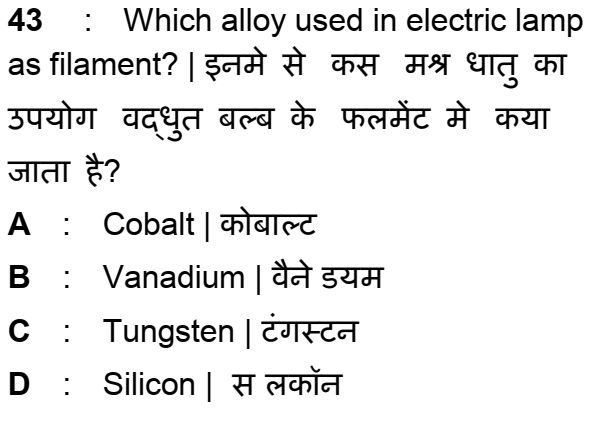 43 : Which alloy used in electric lamp
as filament? | इनमे से कस मश्र धातु का
उपयोग वद्धुत बल्ब के फलमेंट मे कया
जाता है?
A : Cobalt | कोबाल्ट
B : Vanadium | वैने डयम
C : Tungsten | टंगस्टन
D : Silicon | स लकॉन